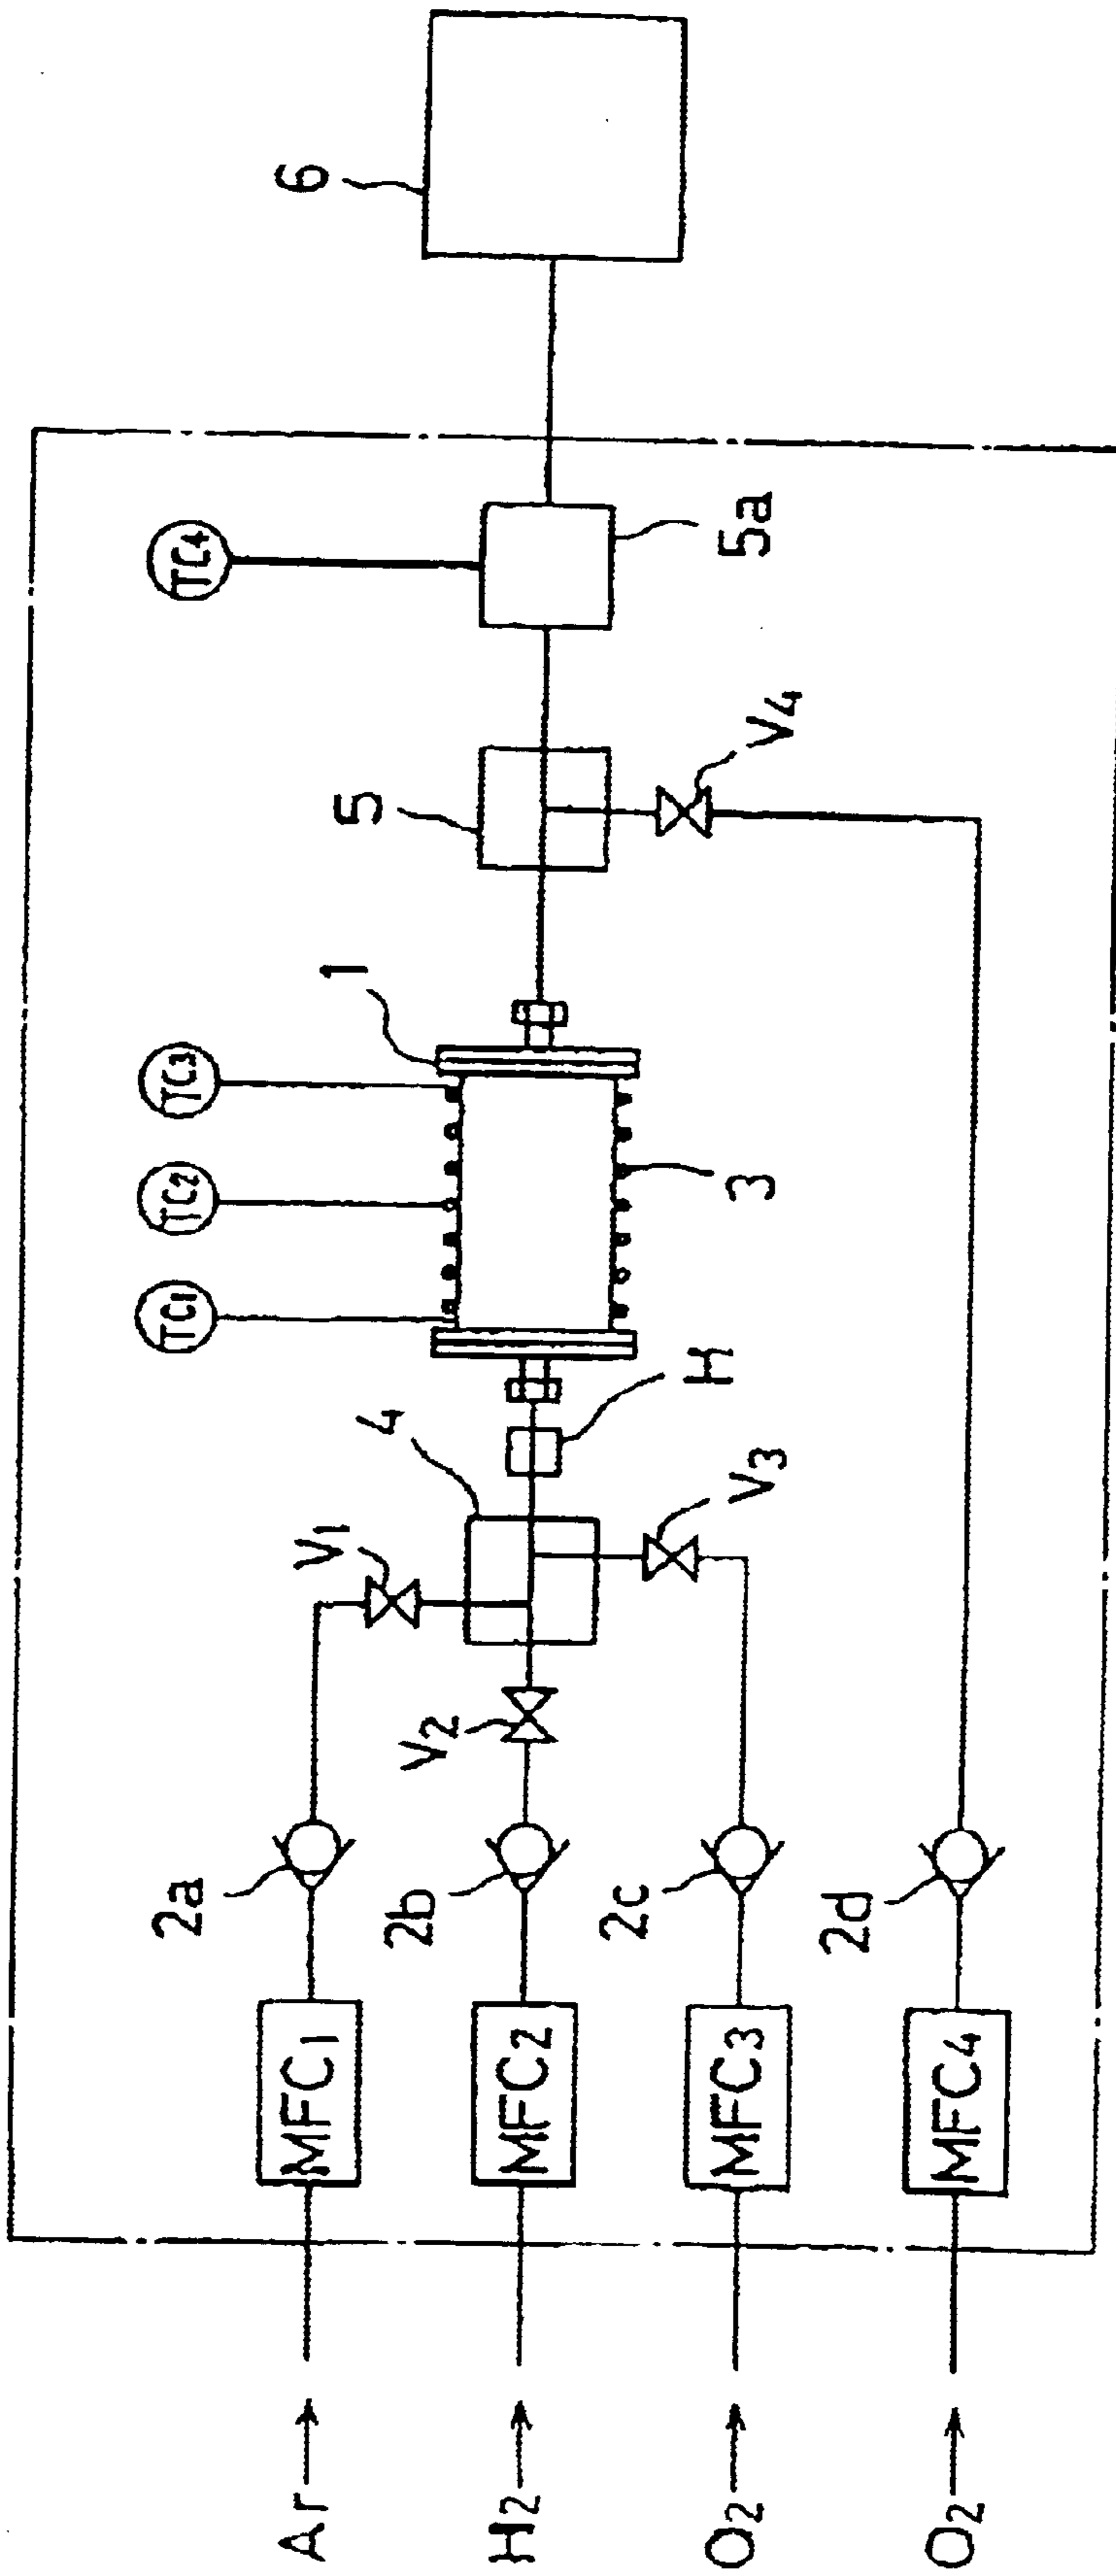 Ar
H2
O2
O2
MFC1
MFC2
MFC3
MFC4
2a
2b
2c
2d
V1
V2
V3
4
H
TC1
TC2
TC3
1
3
5
V4
TC4
5a
6